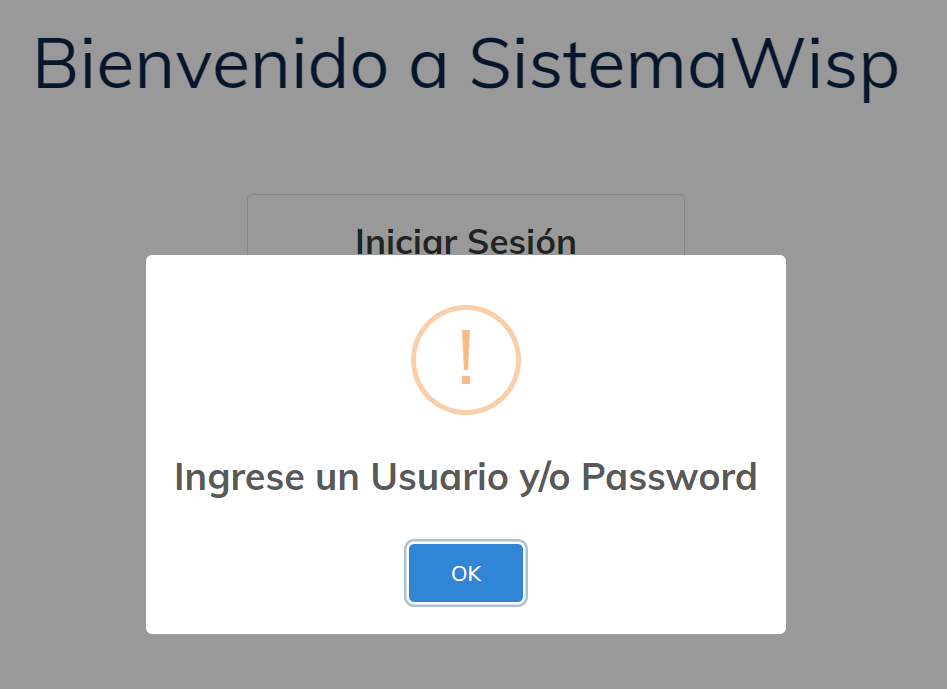 Bienvenido a SistemaWisp
Iniciar Sesión
!
Ingrese un Usuario y/o Password
OK